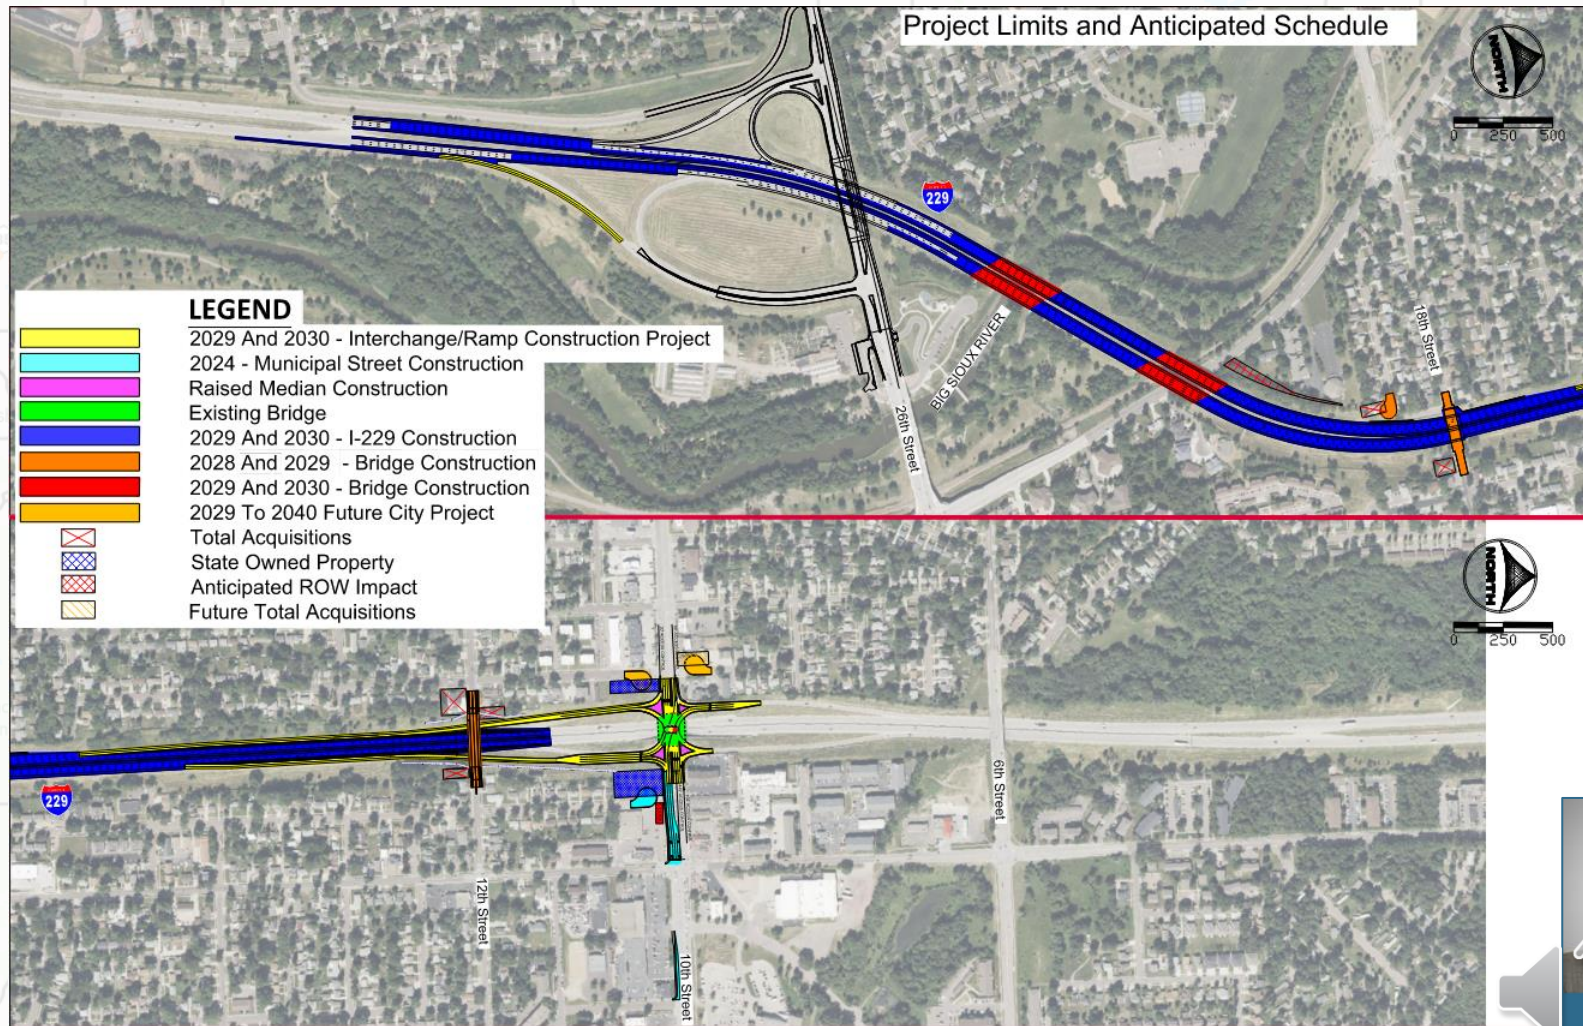 Project Limits and Anticipated Schedule
NORTH
0 250 500
229
18th Street
BIG SIOUX RIVER
26th Street
LEGEND
2029 And 2030 - Interchange/Ramp Construction Project
2024 - Municipal Street Construction
Raised Median Construction
Existing Bridge
2029 And 2030 - I-229 Construction
2028 And 2029 - Bridge Construction
2029 And 2030 - Bridge Construction
2029 To 2040 Future City Project
Total Acquisitions
State Owned Property
Anticipated ROW Impact
Future Total Acquisitions
NORTH
0 250 500
229
6th Street
12th Street
10th Street